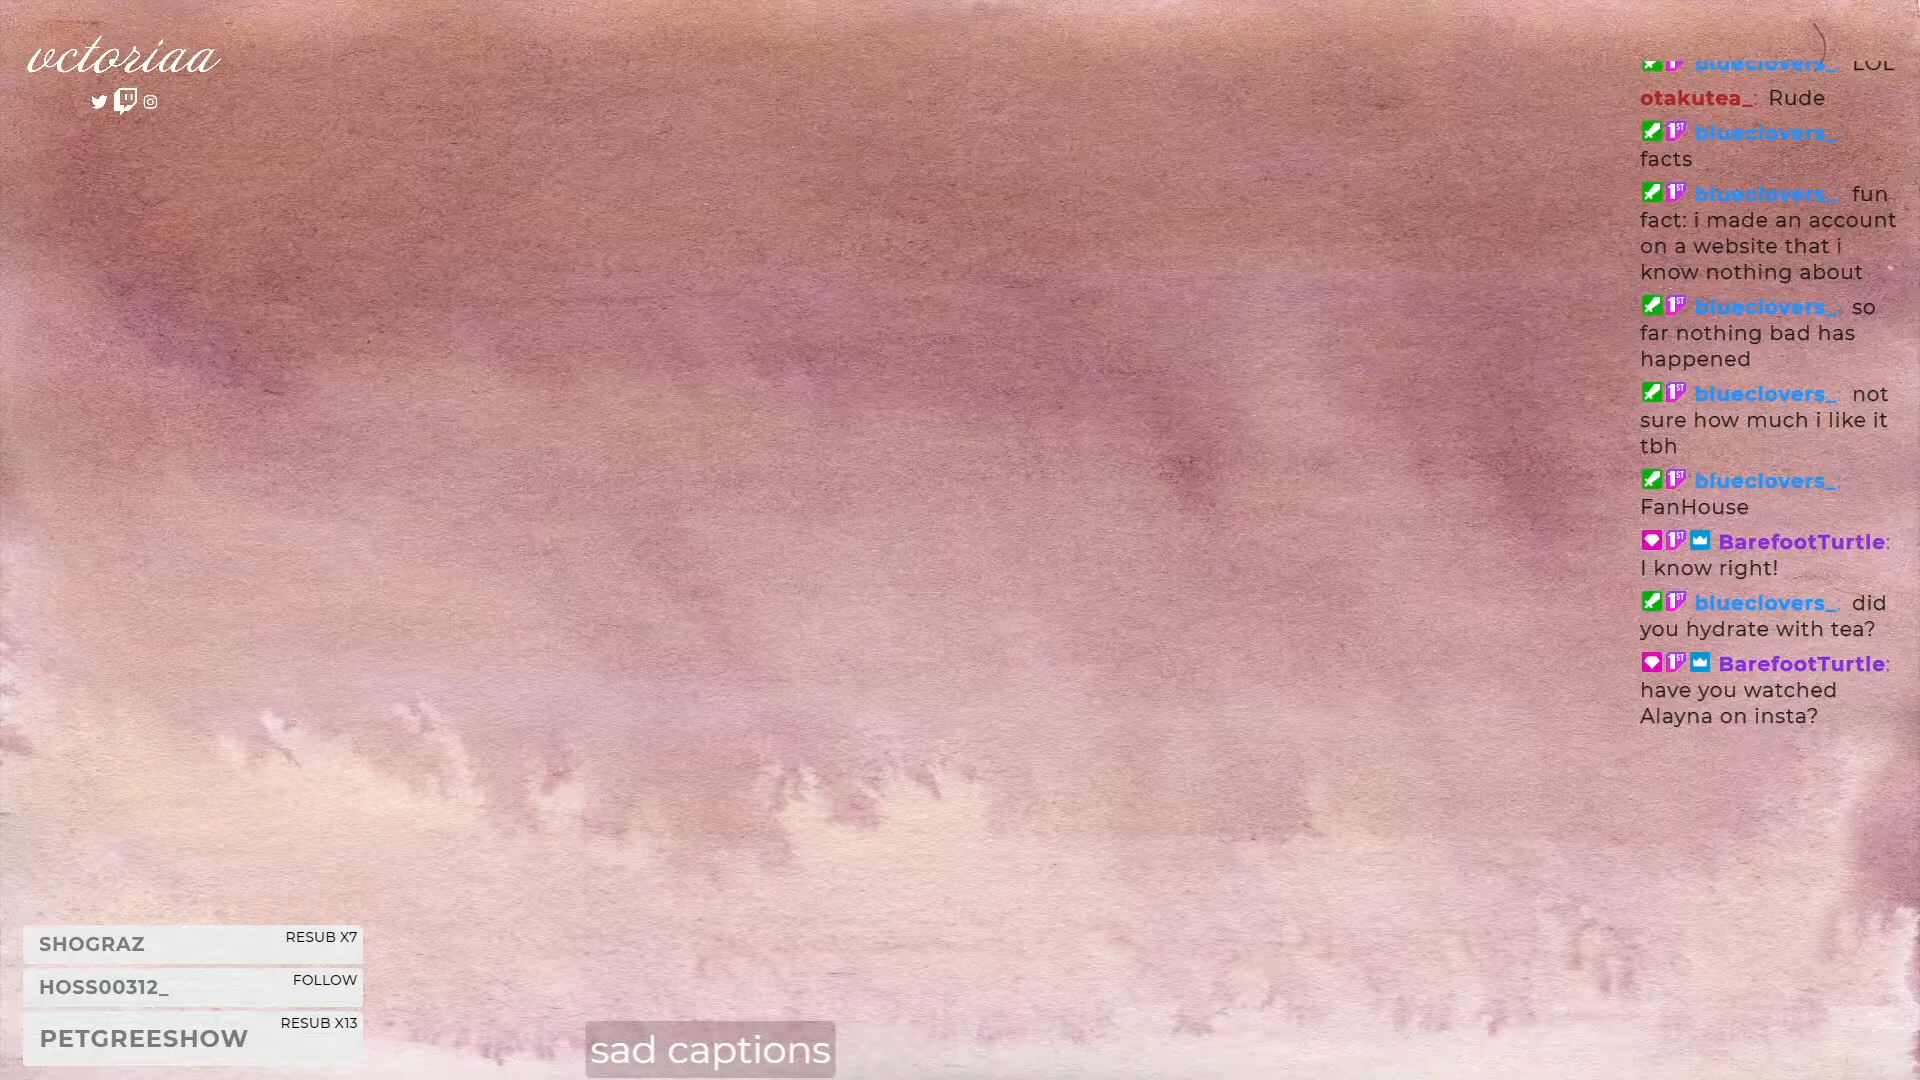 vctoriaa
blueclovers_: LOL
otakutea_: Rude
blueclovers_:
facts
blueclovers_: fun
fact: i made an account
on a website that i
know nothing about
blueclovers_: so
far nothing bad has
happened
blueclovers_: not
sure how much i like it
tbh
blueclovers_:
FanHouse
BarefootTurtle:
I know right!
blueclovers_: did
you hydrate with tea?
BarefootTurtle:
have you watched
Alayna on insta?
SHOGRAZ RESUB X7
HOSS00312_ FOLLOW
PETGREESHOW RESUB X13
sad captions